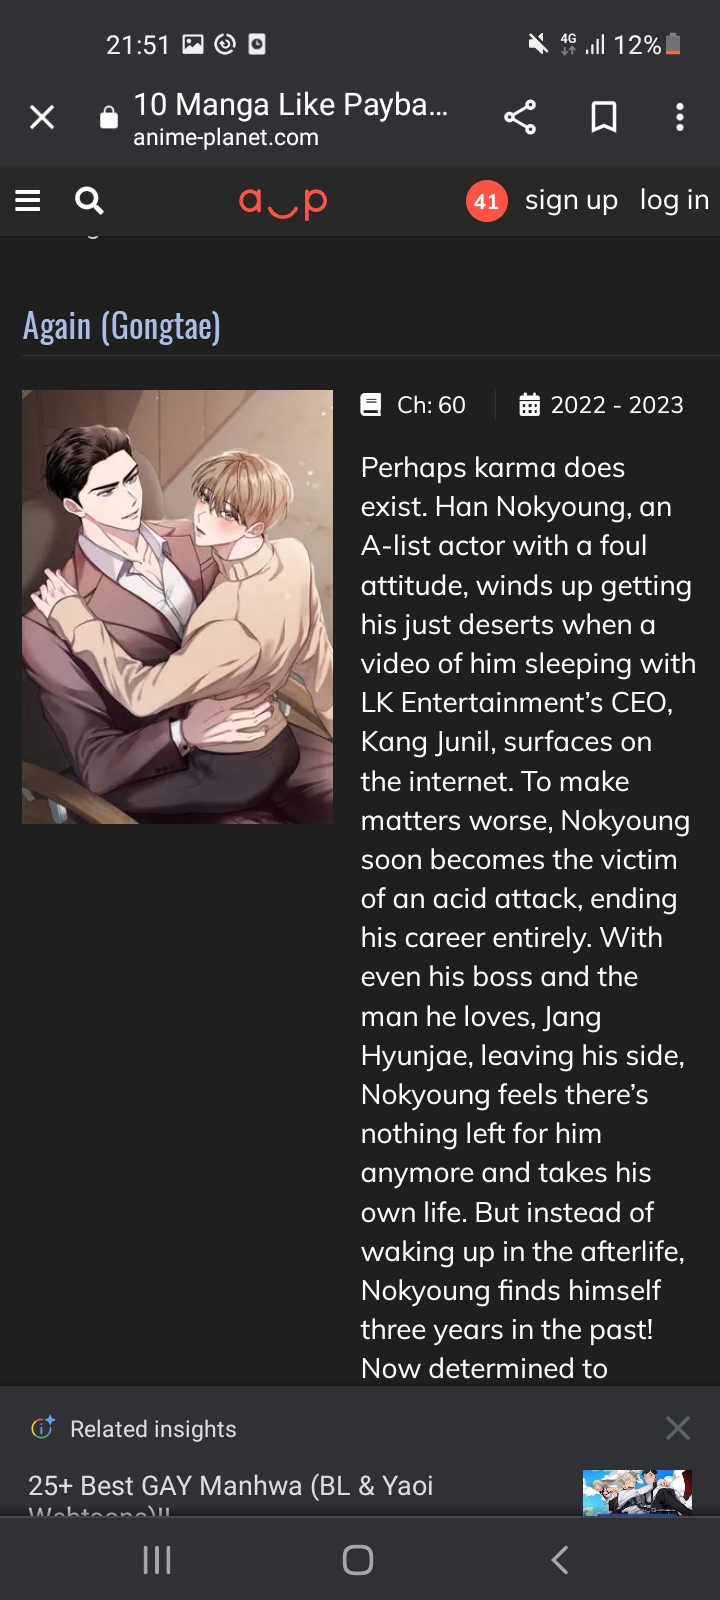 21:51
4G
12%
10 Manga Like Payba...
anime-planet.com
a‿p
41
sign up
log in
Again (Gongtae)
Ch: 60
2022 - 2023
Perhaps karma does
exist. Han Nokyoung, an
A-list actor with a foul
attitude, winds up getting
his just deserts when a
video of him sleeping with
LK Entertainment’s CEO,
Kang Junil, surfaces on
the internet. To make
matters worse, Nokyoung
soon becomes the victim
of an acid attack, ending
his career entirely. With
even his boss and the
man he loves, Jang
Hyunjae, leaving his side,
Nokyoung feels there’s
nothing left for him
anymore and takes his
own life. But instead of
waking up in the afterlife,
Nokyoung finds himself
three years in the past!
Now determined to
Related insights
25+ Best GAY Manhwa (BL & Yaoi
Webtoons)!!